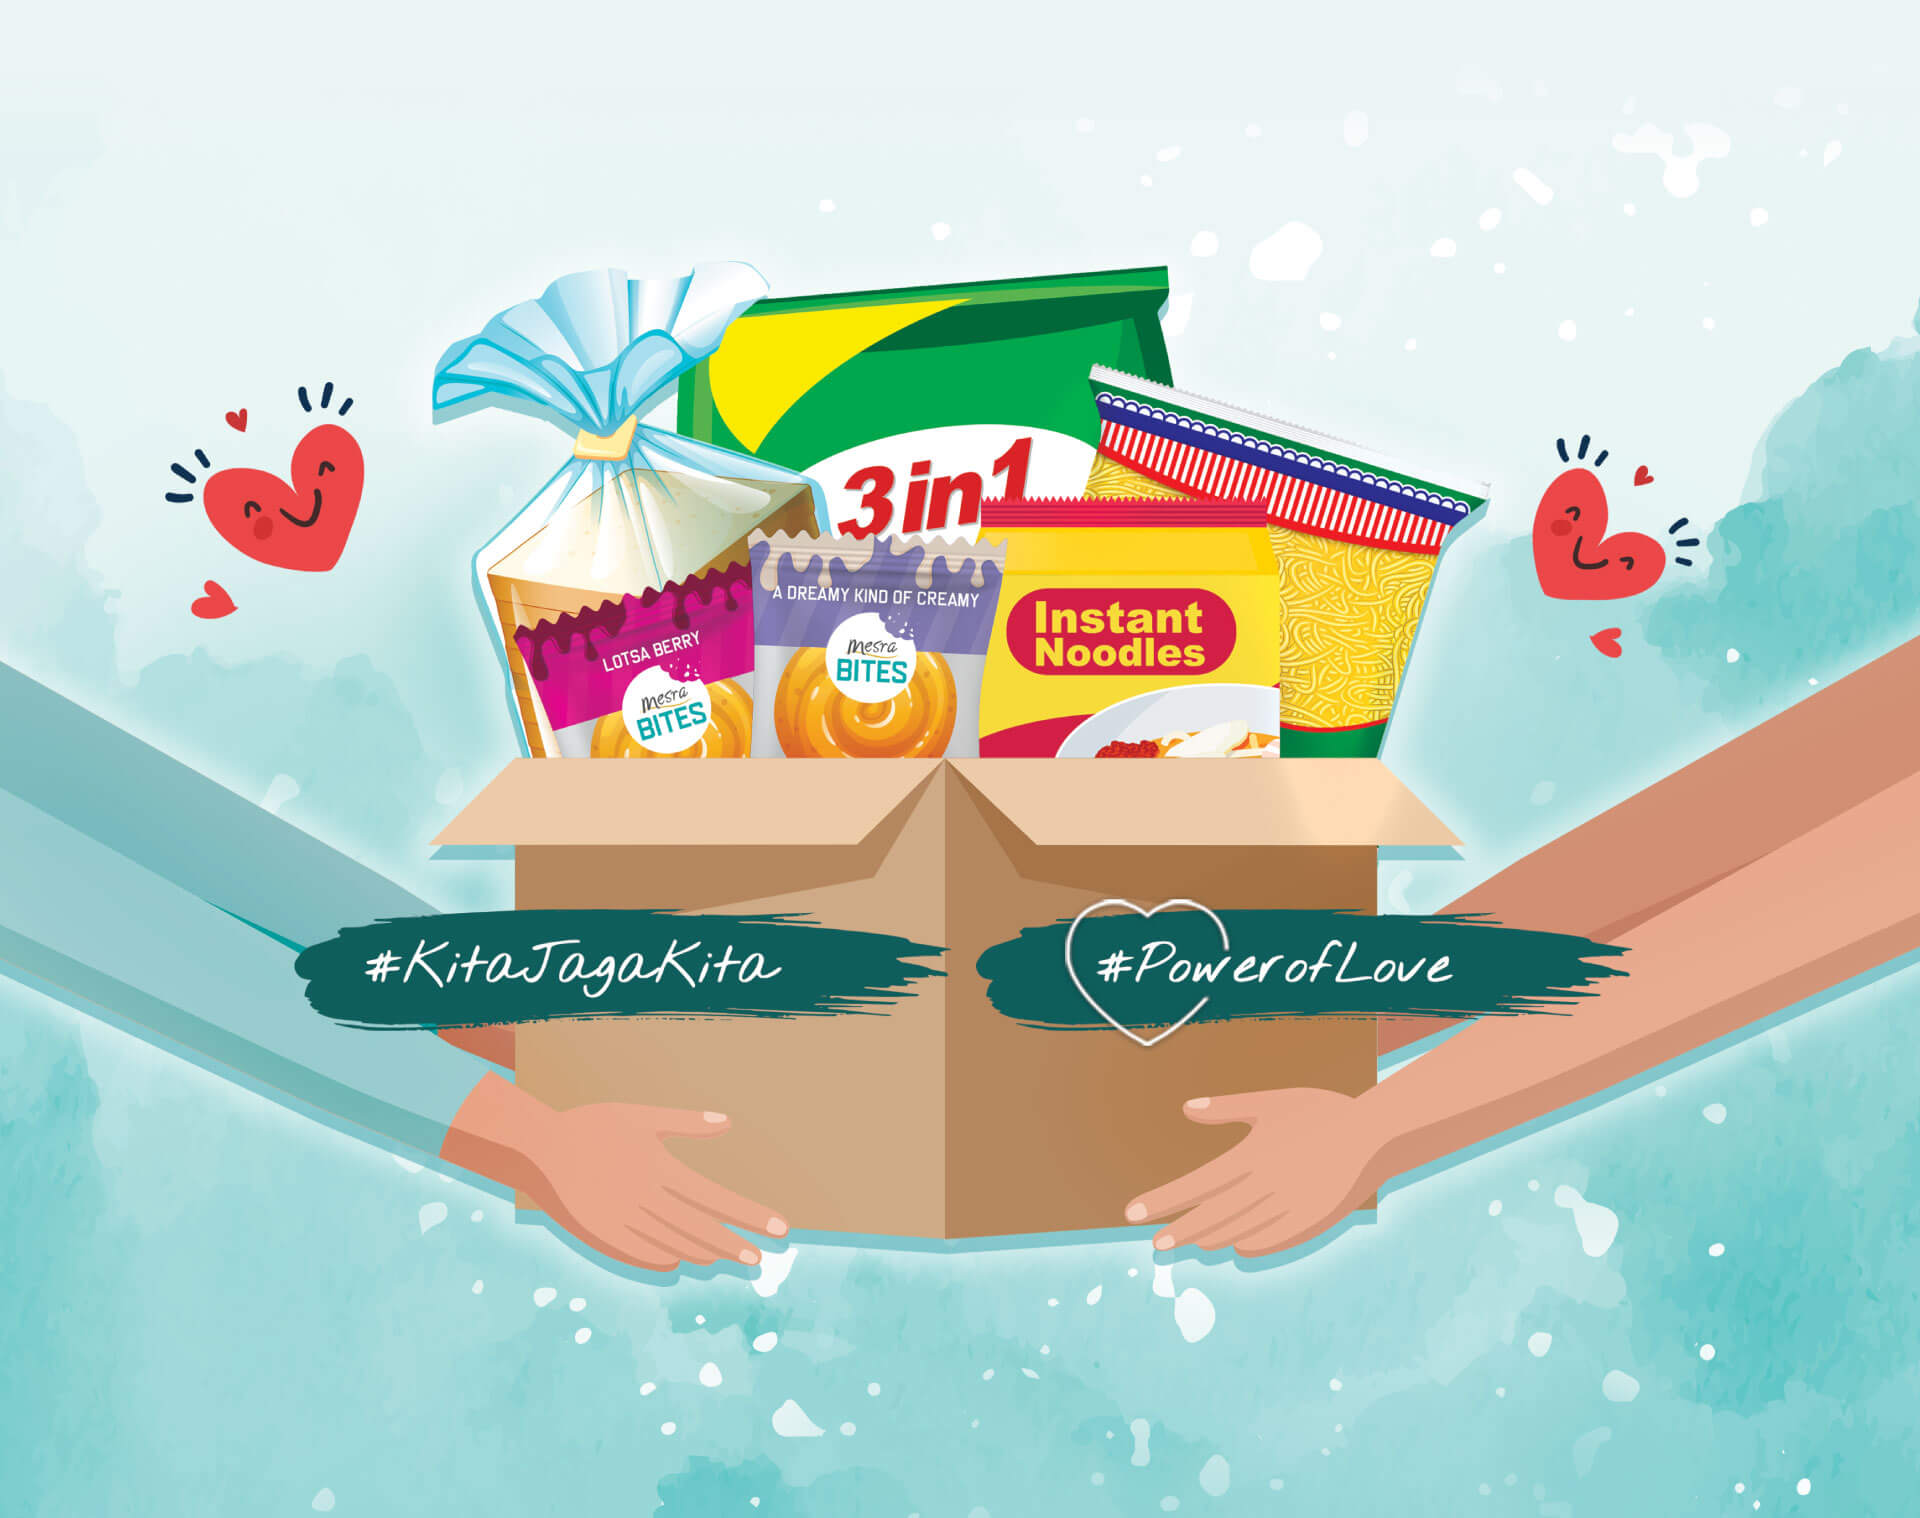 3in1
A DREAMY KIND OF CREAMY
mesra
BITES
LOTSA BERRY
mesra
BITES
Instant
Noodles
#KitaJagaKita
#PowerofLove